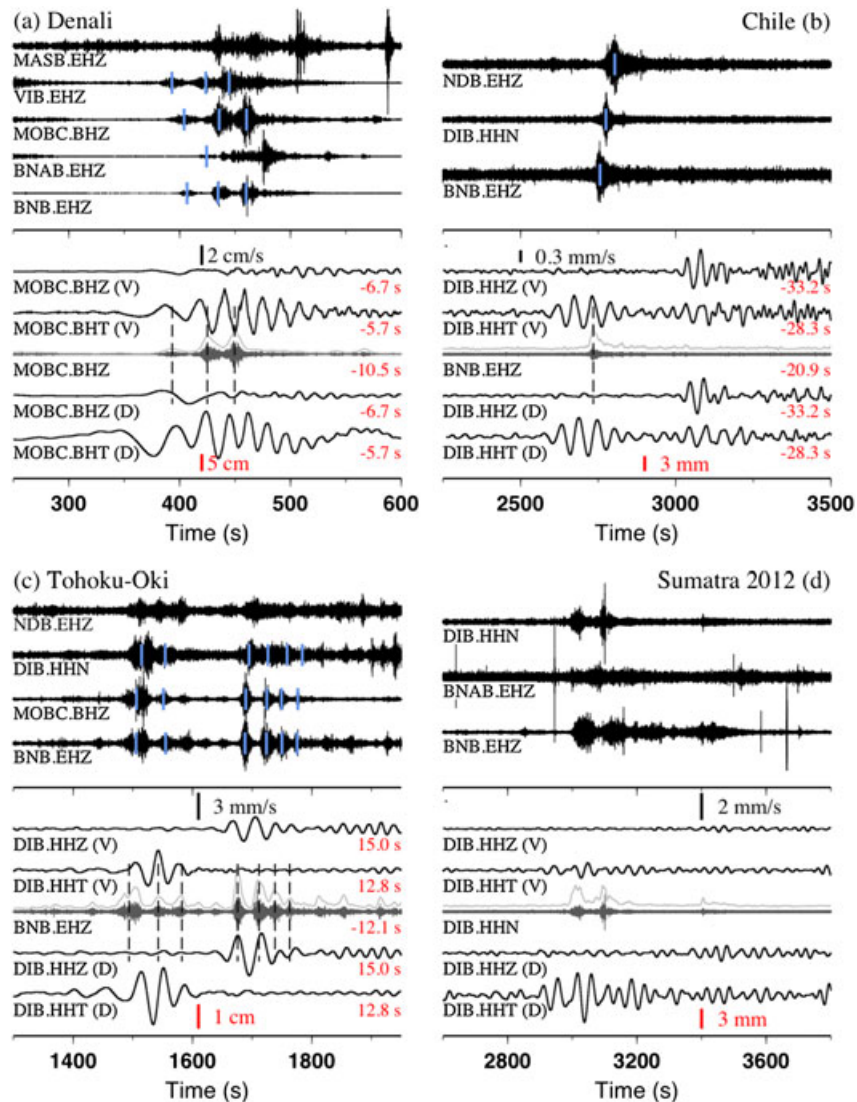 (a) Denali
MASB.EHZ
VIB.EHZ
MOBC.BHZ
BNAB.EHZ
BNB.EHZ
2 cm/s
MOBC.BHZ (V)
-6.7 s
MOBC.BHT (V)
-5.7 s
MOBC.BHZ
-10.5 s
MOBC.BHZ (D)
-6.7 s
MOBC.BHT (D)
-5.7 s
5 cm
300 400 500 600
Time (s)
Chile (b)
NDB.EHZ
DIB.HHN
BNB.EHZ
0.3 mm/s
DIB.HHZ (V)
-33.2 s
DIB.HHT (V)
-28.3 s
BNB.EHZ
-20.9 s
DIB.HHZ (D)
-33.2 s
DIB.HHT (D)
-28.3 s
3 mm
2250 2500 2750 3000 3250 3500
Time (s)
(c) Tohoku-Oki
NDB.EHZ
DIB.HHN
MOBC.BHZ
BNB.EHZ
3 mm/s
DIB.HHZ (V)
15.0 s
DIB.HHT (V)
12.8 s
BNB.EHZ
-12.1 s
DIB.HHZ (D)
15.0 s
DIB.HHT (D)
12.8 s
1 cm
1400 1600 1800
Time (s)
Sumatra 2012 (d)
DIB.HHN
BNAB.EHZ
BNB.EHZ
2 mm/s
DIB.HHZ (V)
DIB.HHT (V)
DIB.HHN
DIB.HHZ (D)
DIB.HHT (D)
3 mm
2800 3200 3600
Time (s)